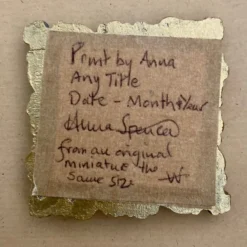 Print by Anna
Any Title
Date - Month & Year
Anna Spencer
from an original
miniature the
same size